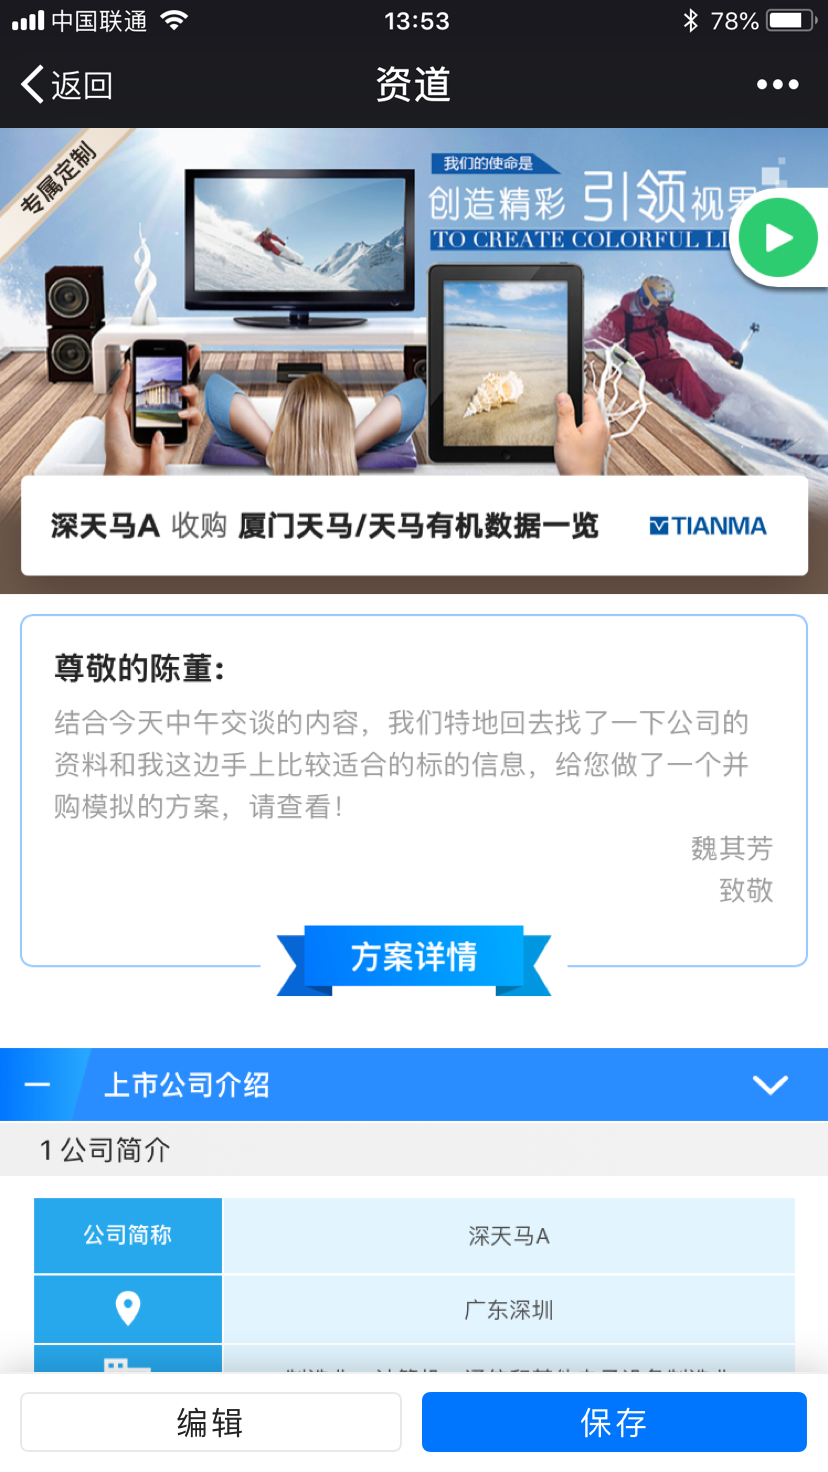 中国联通
13:53
78%
返回
资道
专属定制
我们的使命是
创造精彩 引领视界
TO CREATE COLORFUL LI
深天马A 收购 厦门天马/天马有机数据一览
TIANMA
尊敬的陈董:
结合今天中午交谈的内容，我们特地回去找了一下公司的
资料和我这边手上比较适合的标的信息，给您做了一个并
购模拟的方案，请查看！
魏其芳
致敬
方案详情
一
上市公司介绍
1 公司简介
公司简称
深天马A
广东深圳
编辑
保存